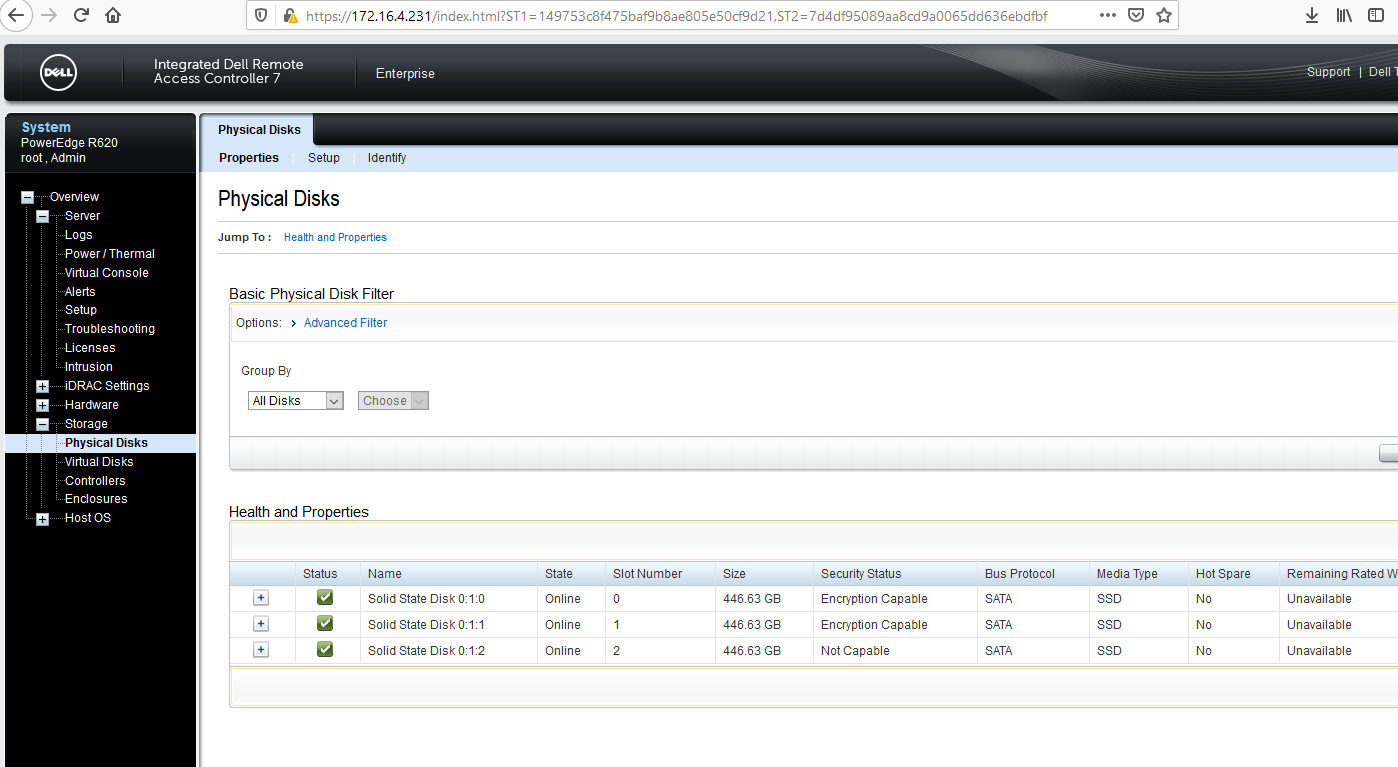 https://172.16.4.231/index.html?ST1=149753c8f475baf9b8ae805e50cf9d21,ST2=7d4df95089aa8cd9a0065dd636ebdfbf
DELL
Integrated Dell Remote
Access Controller 7
Enterprise
Support | Dell T
System
PowerEdge R620
root , Admin
Overview
Server
Logs
Power / Thermal
Virtual Console
Alerts
Setup
Troubleshooting
Licenses
Intrusion
iDRAC Settings
Hardware
Storage
Physical Disks
Virtual Disks
Controllers
Enclosures
Host OS
Physical Disks
Properties Setup Identify
Physical Disks
Jump To : Health and Properties
Basic Physical Disk Filter
Options: Advanced Filter
Group By
All Disks Choose
Health and Properties
Status Name State Slot Number Size Security Status Bus Protocol Media Type Hot Spare Remaining Rated W
Solid State Disk 0:1:0 Online 0 446.63 GB Encryption Capable SATA SSD No Unavailable
Solid State Disk 0:1:1 Online 1 446.63 GB Encryption Capable SATA SSD No Unavailable
Solid State Disk 0:1:2 Online 2 446.63 GB Not Capable SATA SSD No Unavailable